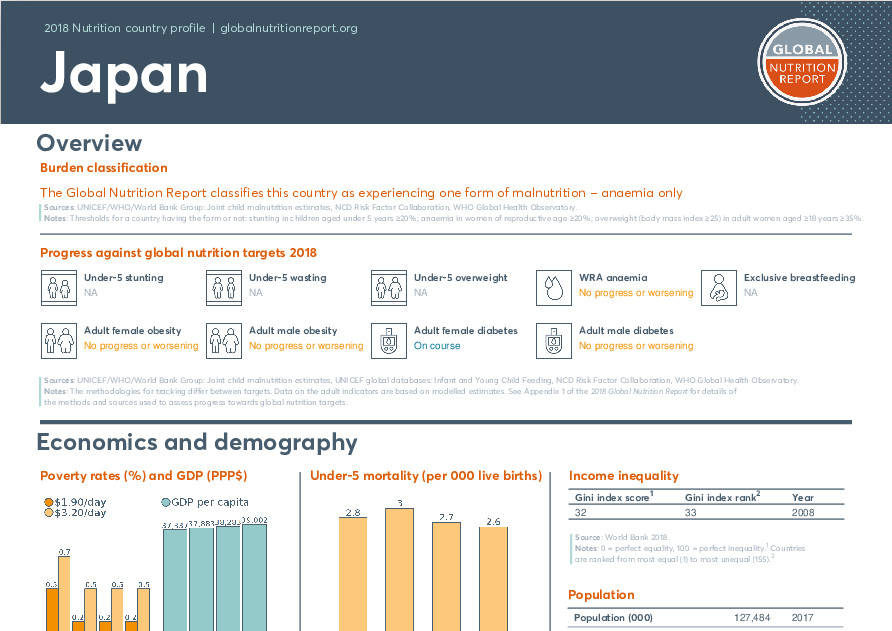 2018 Nutrition country profile | globalnutritionreport.org
Japan
GLOBAL
NUTRITION
REPORT
Overview
Burden classification
The Global Nutrition Report classifies this country as experiencing one form of malnutrition – anaemia only
Sources: UNICEF/WHO/World Bank Group: Joint child malnutrition estimates, NCD Risk Factor Collaboration, WHO Global Health Observatory.
Notes: Thresholds for a country having the form or not: stunting in children aged under 5 years ≥20%; anaemia in women of reproductive age ≥20%; overweight (body mass index ≥25) in adult women aged ≥18 years ≥35%.
Progress against global nutrition targets 2018
Under-5 stunting
NA
Under-5 wasting
NA
Under-5 overweight
NA
WRA anaemia
No progress or worsening
Exclusive breastfeeding
NA
Adult female obesity
No progress or worsening
Adult male obesity
No progress or worsening
Adult female diabetes
On course
Adult male diabetes
No progress or worsening
Sources: UNICEF/WHO/World Bank Group: Joint child malnutrition estimates, UNICEF global databases: Infant and Young Child Feeding, NCD Risk Factor Collaboration, WHO Global Health Observatory.
Notes: The methodologies for tracking differ between targets. Data on the adult indicators are based on modelled estimates. See Appendix 1 of the 2018 Global Nutrition Report for details of
the methods and sources used to assess progress towards global nutrition targets.
Economics and demography
Poverty rates (%) and GDP (PPP$)
$1.90/day
$3.20/day
GDP per capita
0.3
0.7
0.2
0.5
0.2
0.5
0.2
0.5
39,002
Under-5 mortality (per 000 live births)
2.8
3
2.7
2.6
Income inequality
Gini index score¹ Gini index rank² Year
32 33 2008
Source: World Bank 2018.
Notes: 0 = perfect equality, 100 = perfect inequality.¹ Countries
are ranked from most equal (1) to most unequal (155).²
Population
Population (000) 127,484 2017